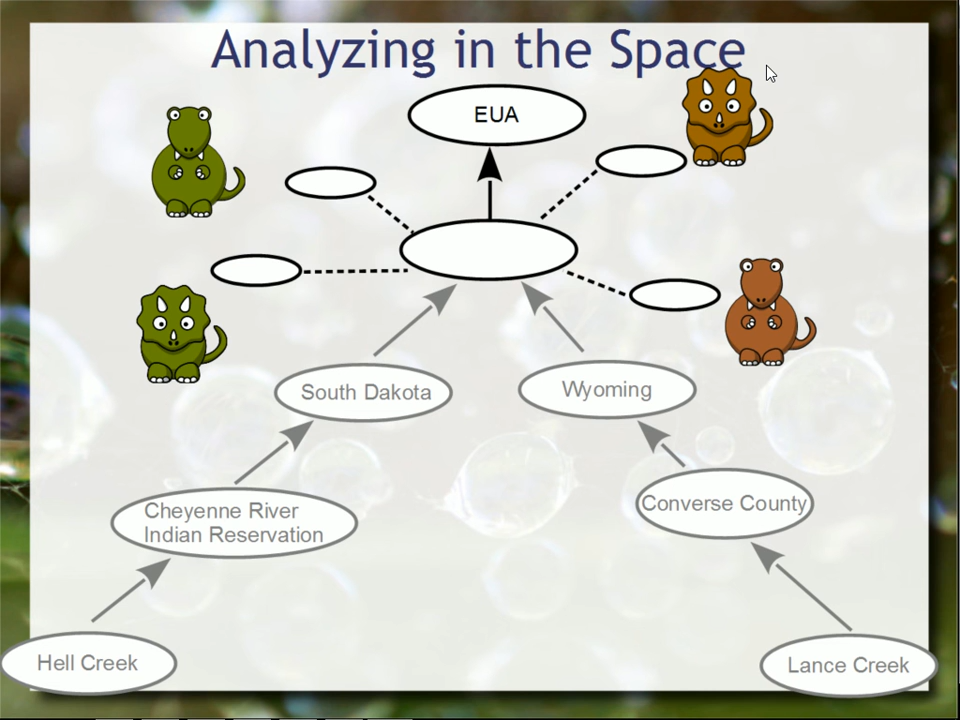 Analyzing in the Space
EUA
South Dakota
Wyoming
Cheyenne River
Indian Reservation
Converse County
Hell Creek
Lance Creek